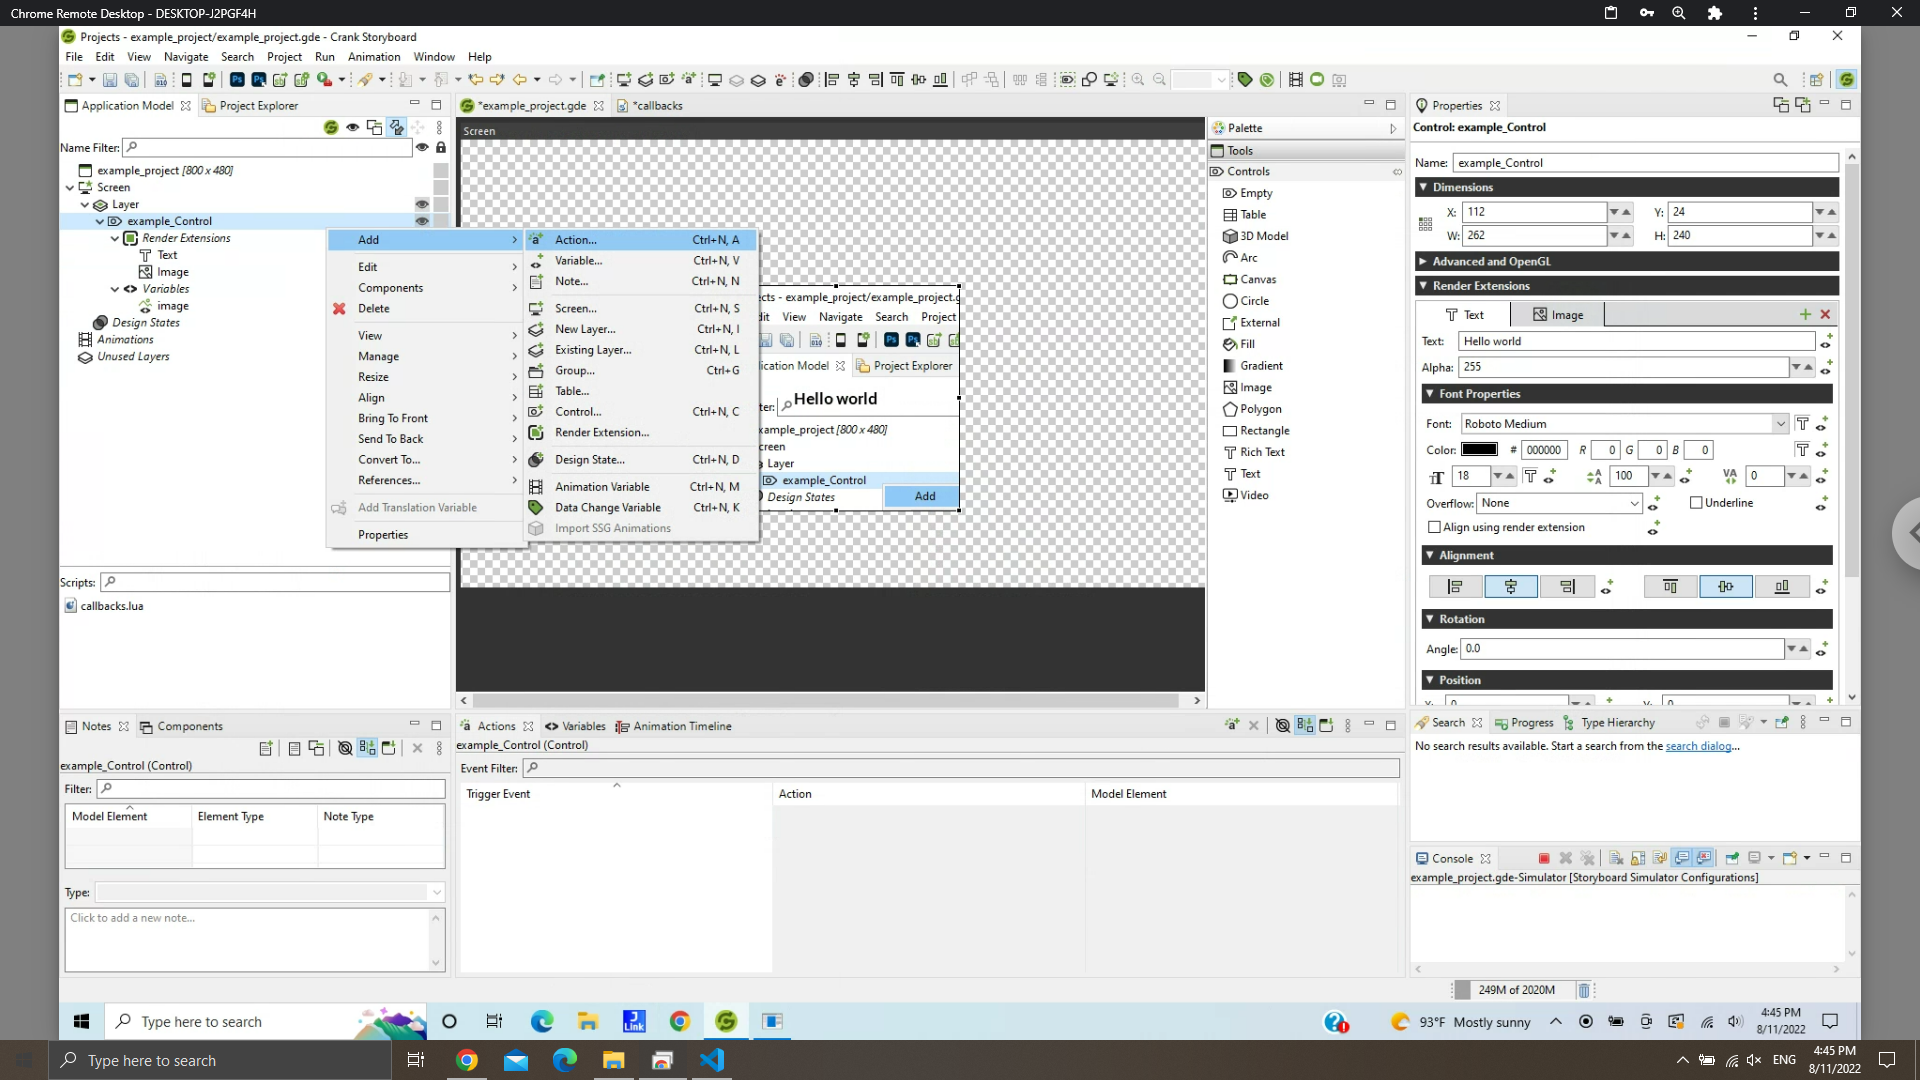 Chrome Remote Desktop - DESKTOP-J2PGF4H
Projects - example_project/example_project.gde - Crank Storyboard
File Edit View Navigate Search Project Run Animation Window Help
Application Model Project Explorer
Name Filter:
example_project [800 x 480]
Screen
Layer
example_Control
Render Extensions
Text
Image
Variables
image
Design States
Animations
Unused Layers
Add
Edit
Components
Delete
View
Manage
Resize
Align
Bring To Front
Send To Back
Convert To...
References...
Add Translation Variable
Properties
Action... Ctrl+N, A
Variable... Ctrl+N, V
Note... Ctrl+N, N
Screen... Ctrl+N, S
New Layer... Ctrl+N, I
Existing Layer... Ctrl+N, L
Group... Ctrl+G
Table...
Control... Ctrl+N, C
Render Extension...
Design State... Ctrl+N, D
Animation Variable Ctrl+N, M
Data Change Variable Ctrl+N, K
Import SSG Animations
Scripts:
callbacks.lua
*example_project.gde *callbacks
Screen
cts - example_project/example_project.g
dit View Navigate Search Project
lication Model Project Explorer
ter: Hello world
xample_project [800 x 480]
creen
Layer
example_Control
Design States
Add
Palette
Tools
Controls
Empty
Table
3D Model
Arc
Canvas
Circle
External
Fill
Gradient
Image
Polygon
Rectangle
Rich Text
Text
Video
Properties
Control: example_Control
Name: example_Control
Dimensions
X: 112 Y: 24
W: 262 H: 240
Advanced and OpenGL
Render Extensions
Text Image
Text: Hello world
Alpha: 255
Font Properties
Font: Roboto Medium
Color: # 000000 R 0 G 0 B 0
18 100 VA 0
Overflow: None Underline
Align using render extension
Alignment
Rotation
Angle: 0.0
Position
Notes Components
example_Control (Control)
Filter:
Model Element Element Type Note Type
Type:
Click to add a new note...
Actions Variables Animation Timeline
example_Control (Control)
Event Filter:
Trigger Event Action Model Element
Search Progress Type Hierarchy
No search results available. Start a search from the search dialog...
Console
example_project.gde-Simulator [Storyboard Simulator Configurations]
249M of 2020M
Type here to search
J
Link
93°F Mostly sunny
4:45 PM
8/11/2022
Type here to search
ENG
4:45 PM
8/11/2022